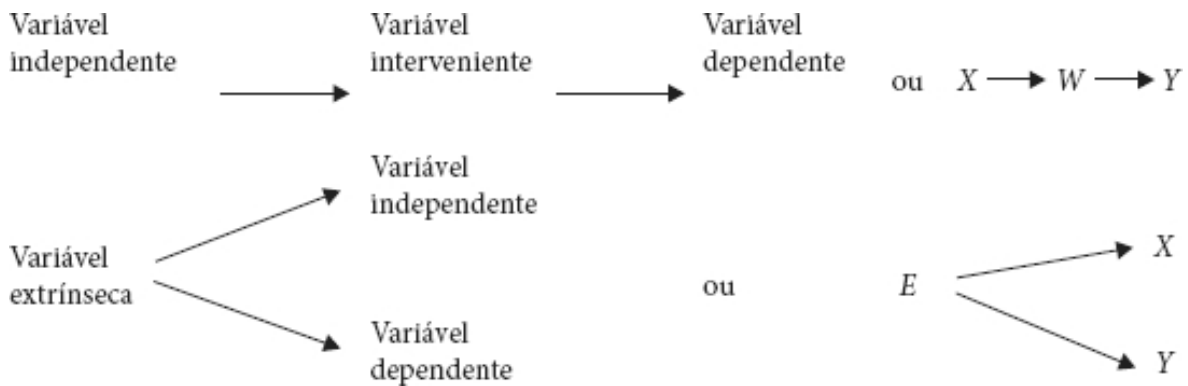 Variável
independente
Variável
interveniente
Variável
dependente
ou X W Y
Variável
independente
Variável
extrínseca
ou E
X
Variável
dependente
Y